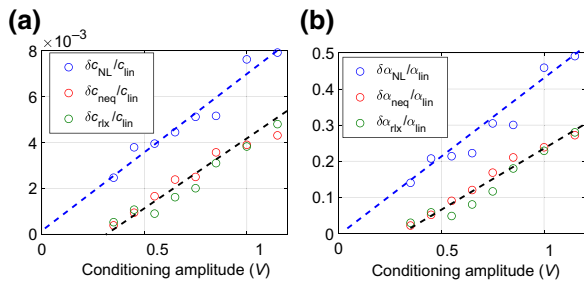 (a)
×10⁻³
8
6
4
2
0
0.5
1
δc_NL/c_lin
δc_neq/c_lin
δc_rlx/c_lin
Conditioning amplitude (V)
(b)
0.5
0.4
0.3
0.2
0.1
0
0
0.5
1
δα_NL/α_lin
δα_neq/α_lin
δα_rlx/α_lin
Conditioning amplitude (V)